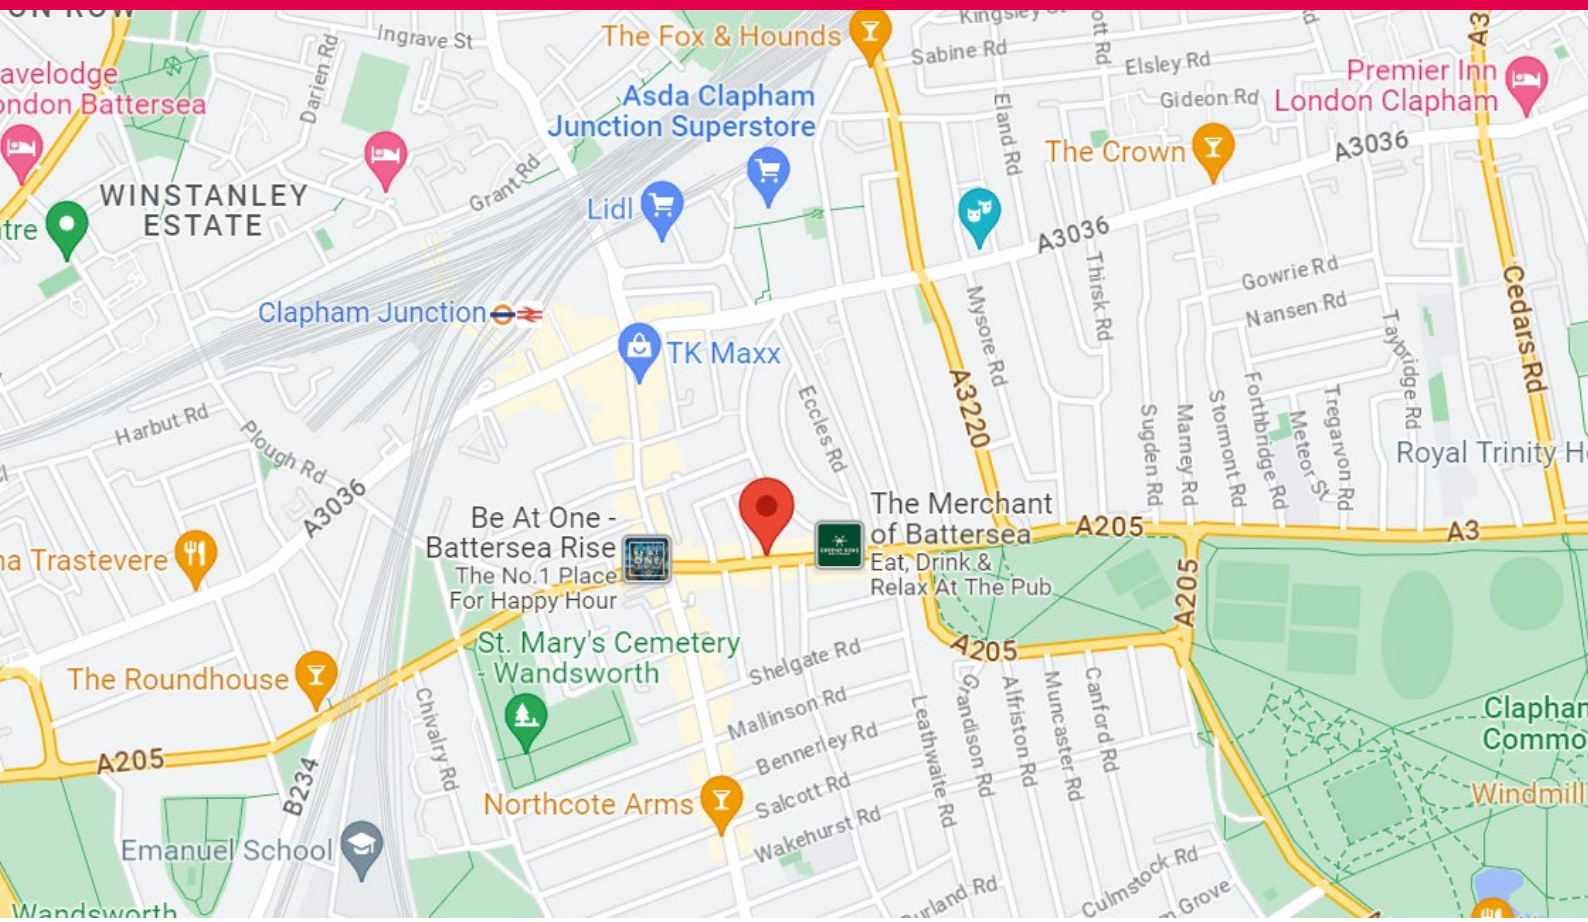 ON ROW
Ingrave St
Darien Rd
avelodge
ondon Battersea
The Fox & Hounds
Sabine Rd
Elsley Rd
Gideon Rd
Premier Inn
London Clapham
A3
A3036
Asda Clapham
Junction Superstore
Eland Rd
The Crown
Grant Rd
WINSTANLEY
ESTATE
tre
Lidl
A3036
Thirsk Rd
Gowrie Rd
Nansen Rd
Cedars Rd
Clapham Junction
TK Maxx
Mysore Rd
Taybridge Rd
A3220
Eccles Rd
Harbut Rd
Plough Rd
A3036
Sugden Rd
Marney Rd
Stormont Rd
Forthbridge Rd
Meteor St
Tregarvon Rd
Royal Trinity H
Be At One -
Battersea Rise
The No.1 Place
For Happy Hour
The Merchant
of Battersea
Eat, Drink &
Relax At The Pub
GREENE KING
A205
A3
A205
a Trastevere
St. Mary's Cemetery
- Wandsworth
Shelgate Rd
A205
The Roundhouse
Chivalry Rd
Mallinson Rd
Bennerley Rd
Leathwaite Rd
Grandison Rd
Alfriston Rd
Muncaster Rd
Canford Rd
Clapha
Commo
Windmill
A205
B234
Northcote Arms
Salcott Rd
Wakehurst Rd
Emanuel School
Culmstock Rd
Grove
Wandsworth